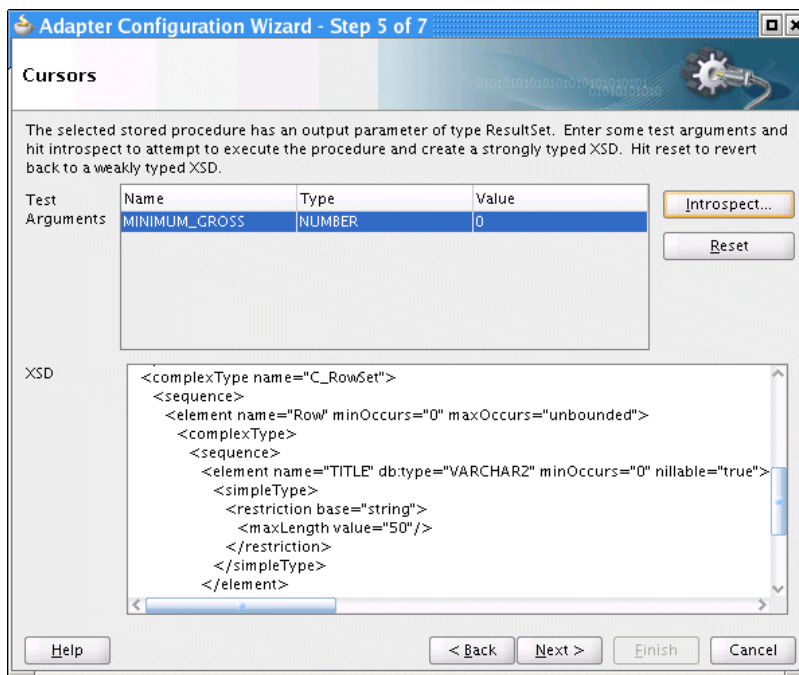 Adapter Configuration Wizard - Step 5 of 7
Cursors
The selected stored procedure has an output parameter of type ResultSet. Enter some test arguments and
hit introspect to attempt to execute the procedure and create a strongly typed XSD. Hit reset to revert
back to a weakly typed XSD.
Test Arguments
Name Type Value
MINIMUM_GROSS NUMBER 0
Introspect...
Reset
XSD
<complexType name="C_RowSet">
<sequence>
<element name="Row" minOccurs="0" maxOccurs="unbounded">
<complexType>
<sequence>
<element name="TITLE" db:type="VARCHAR2" minOccurs="0" nillable="true">
<simpleType>
<restriction base="string">
<maxLength value="50"/>
</restriction>
</simpleType>
</element>
Help
< Back Next > Finish Cancel